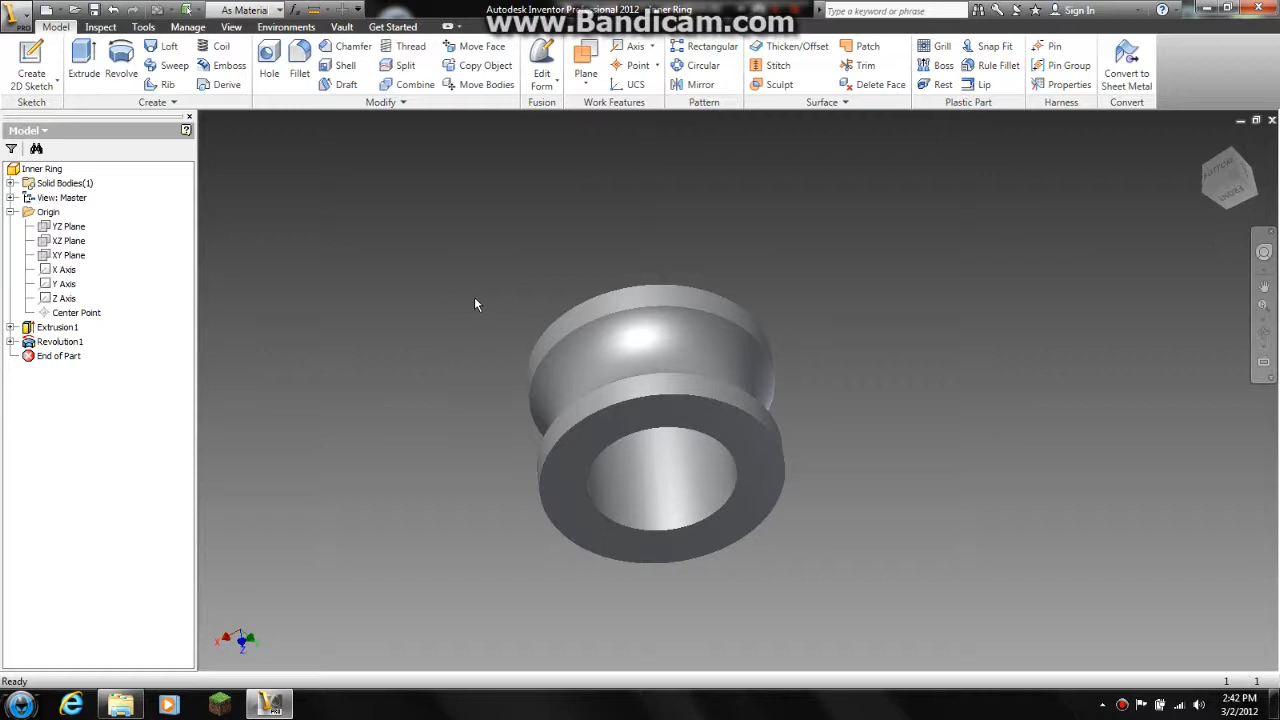 Autodesk Inventor Professional 2012 Inner Ring
www.Bandicam.com
As Material
Type a keyword or phrase
Sign In
PRO
Model Inspect Tools Manage View Environments Vault Get Started
Create 2D Sketch
Extrude
Revolve
Loft
Sweep
Rib
Coil
Emboss
Derive
Hole
Fillet
Chamfer
Shell
Draft
Thread
Split
Combine
Move Face
Copy Object
Move Bodies
Edit Form
Plane
Axis
Point
UCS
Rectangular
Circular
Mirror
Thicken/Offset
Stitch
Sculpt
Patch
Trim
Delete Face
Grill
Boss
Rest
Snap Fit
Rule Fillet
Lip
Pin
Pin Group
Properties
Convert to Sheet Metal
Sketch
Create
Modify
Fusion
Work Features
Pattern
Surface
Plastic Part
Harness
Convert
Model
Inner Ring
Solid Bodies(1)
View: Master
Origin
YZ Plane
XZ Plane
XY Plane
X Axis
Y Axis
Z Axis
Center Point
Extrusion1
Revolution1
End of Part
BOTTOM
X
Y
Z
Ready
1 1
2:42 PM
3/2/2012